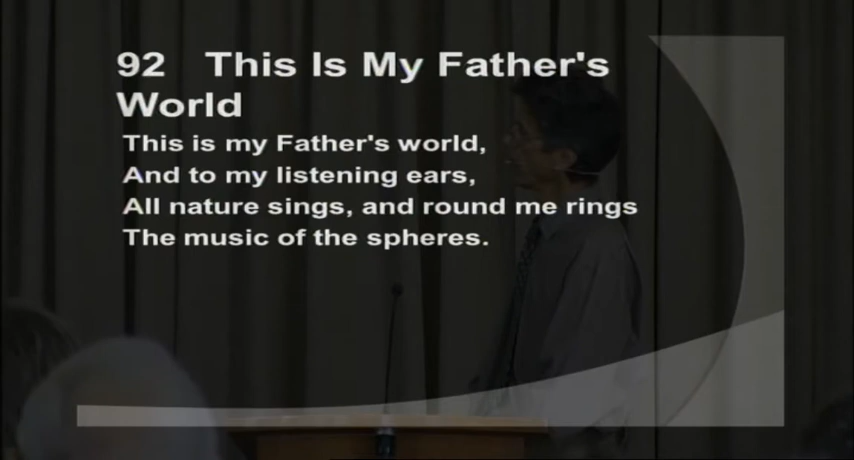 92 This Is My Father's
World
This is my Father's world,
And to my listening ears,
All nature sings, and round me rings
The music of the spheres.